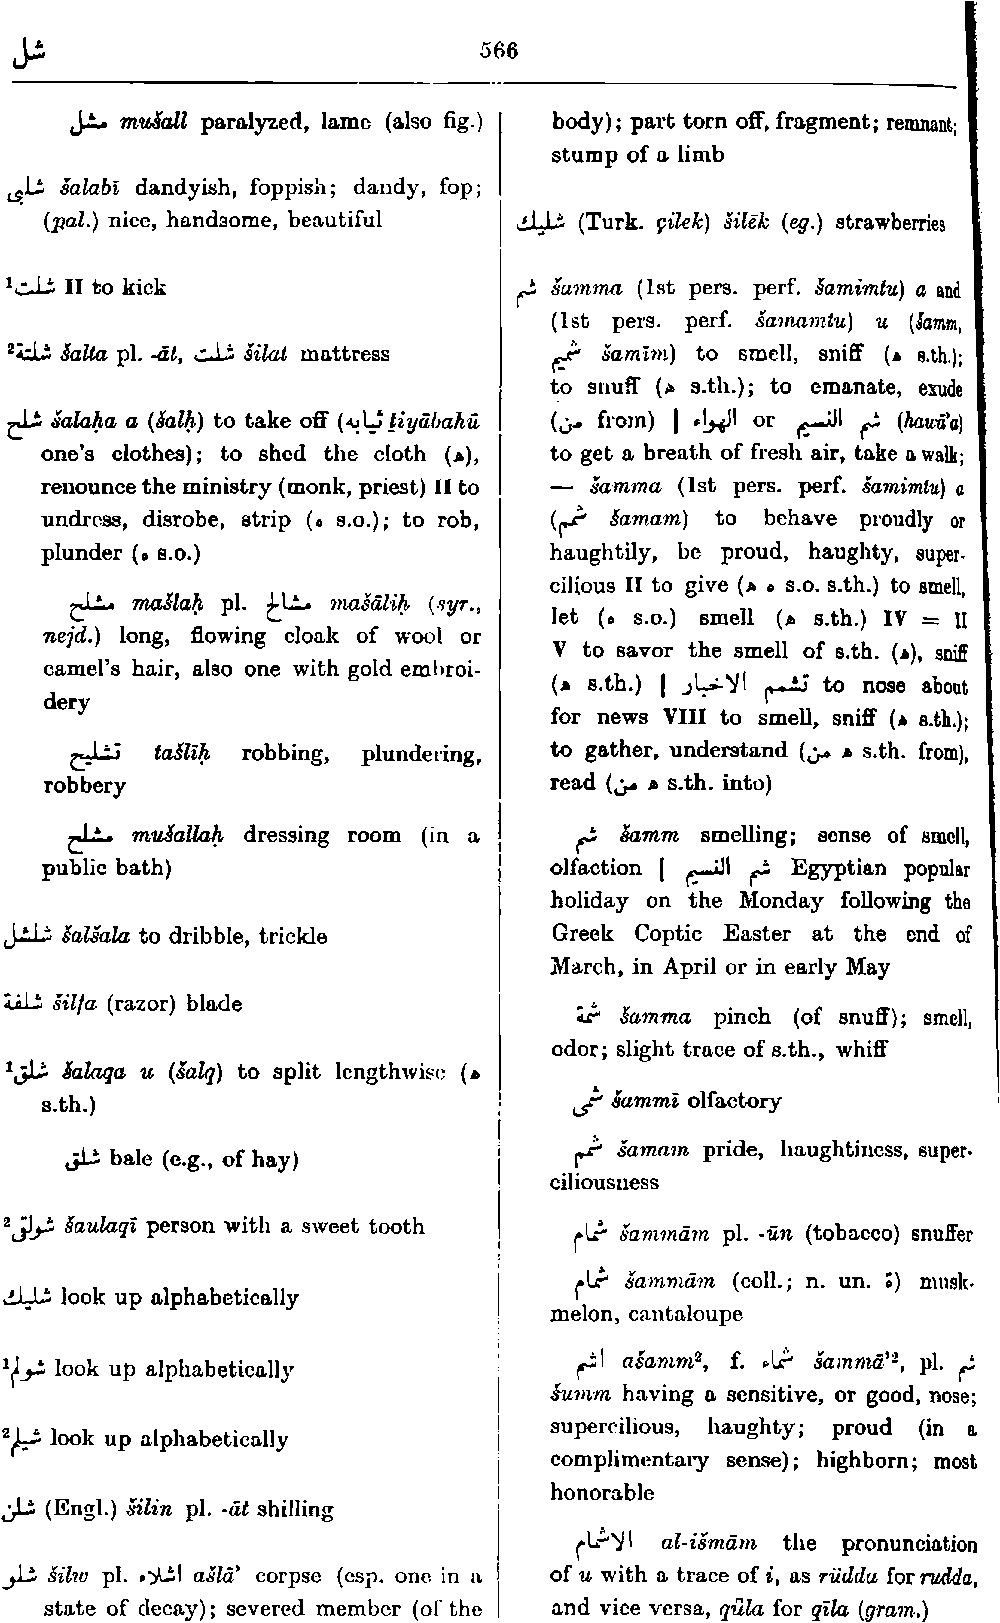 شل
566
مشل mušall paralyzed, lame (also fig.)
شلبى šalabī dandyish, foppish; dandy, fop;
(pal.) nice, handsome, beautiful
¹شلت II to kick
²شلتة šalta pl. -āt, شلت šilat mattress
شلح šalaḥa a (šalḥ) to take off (ثيابه ṯiyābahū
one's clothes); to shed the cloth (ه),
renounce the ministry (monk, priest) II to
undress, disrobe, strip (ه s.o.); to rob,
plunder (ه s.o.)
مشلح mašlaḥ pl. مشالح mašāliḥ (syr.,
nejd.) long, flowing cloak of wool or
camel's hair, also one with gold embroi-
dery
تشليح tašlīḥ robbing, plundering,
robbery
مشلح mušallaḥ dressing room (in a
public bath)
شلشل šalšala to dribble, trickle
شلفة šilfa (razor) blade
¹شلق šalaqa u (šalq) to split lengthwise (ه
s.th.)
شلق bale (e.g., of hay)
²شولقى šaulaqī person with a sweet tooth
شليك look up alphabetically
¹شولم look up alphabetically
²شيلم look up alphabetically
شلن (Engl.) šilin pl. -āt shilling
شلو šilw pl. اشلاء ašlā' corpse (esp. one in a
state of decay); severed member (of the
body); part torn off, fragment; remnant;
stump of a limb
شليك (Turk. çilek) šilēk (eg.) strawberries
شم šamma (1st pers. perf. šamimtu) a and
(1st pers. perf. šamamtu) u (šamm,
شميم šamīm) to smell, sniff (ه s.th.);
to snuff (ه s.th.); to emanate, exude
(من from) | شم النسيم or الهواء (hawā'a)
to get a breath of fresh air, take a walk;
— šamma (1st pers. perf. šamimtu) a
(شمم šamam) to behave proudly or
haughtily, be proud, haughty, super-
cilious II to give (ه ه s.o. s.th.) to smell,
let (ه s.o.) smell (ه s.th.) IV = II
V to savor the smell of s.th. (ه), sniff
(ه s.th.) | تشمم الاخبار to nose about
for news VIII to smell, sniff (ه s.th.);
to gather, understand (من ه s.th. from),
read (من ه s.th. into)
شم šamm smelling; sense of smell,
olfaction | شم النسيم Egyptian popular
holiday on the Monday following the
Greek Coptic Easter at the end of
March, in April or in early May
شمة šamma pinch (of snuff); smell,
odor; slight trace of s.th., whiff
شمى šammī olfactory
شمم šamam pride, haughtiness, super-
ciliousness
شمام šammām pl. -ūn (tobacco) snuffer
شمام šammām (coll.; n. un. ة) musk-
melon, cantaloupe
اشم ašamm², f. شماء šammā'², pl. شم
šumm having a sensitive, or good, nose;
supercilious, haughty; proud (in a
complimentary sense); highborn; most
honorable
الاشمام al-išmām the pronunciation
of u with a trace of i, as rüddu for rudda,
and vice versa, qūla for qīla (gram.)